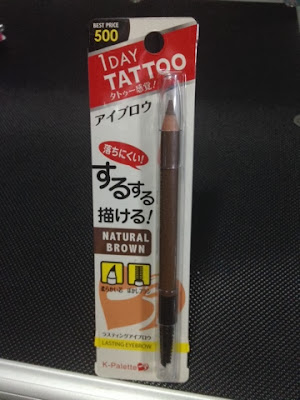 BEST PRICE
500
1DAY
TATTOO
タトゥー感覚!
アイブロウ
落ちにくい!
するする
描ける!
NATURAL
BROWN
ラスティングアイブロウ
LASTING EYEBROW
K-Palette